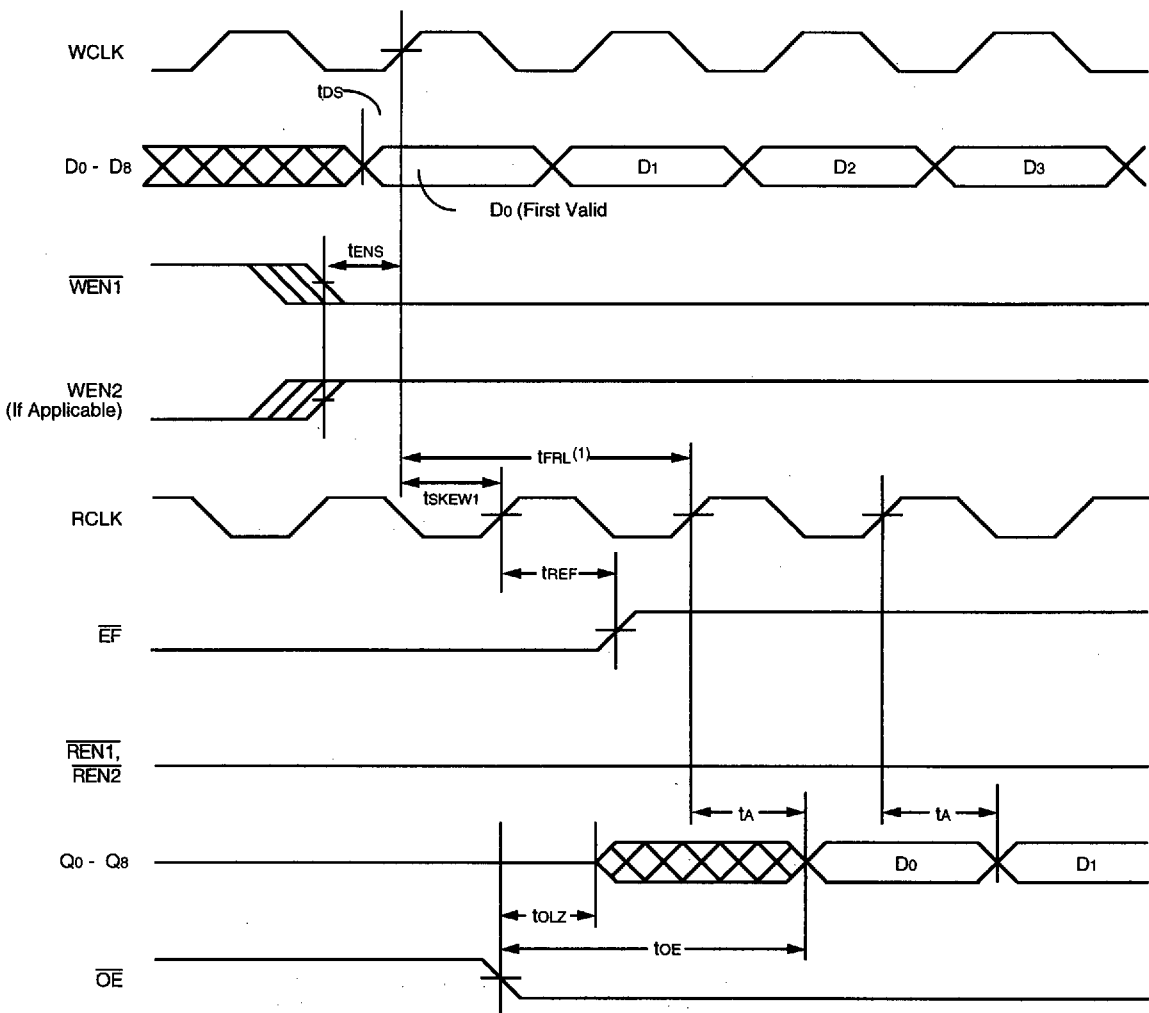 WCLK
tDS
D0 - D8
D1
D2
D3
D0 (First Valid
tENS
WEN1
WEN2
(If Applicable)
tFRL(1)
tSKEW1
RCLK
tREF
EF
REN1,
REN2
tA
tA
Q0 - Q8
D0
D1
tOLZ
tOE
OE